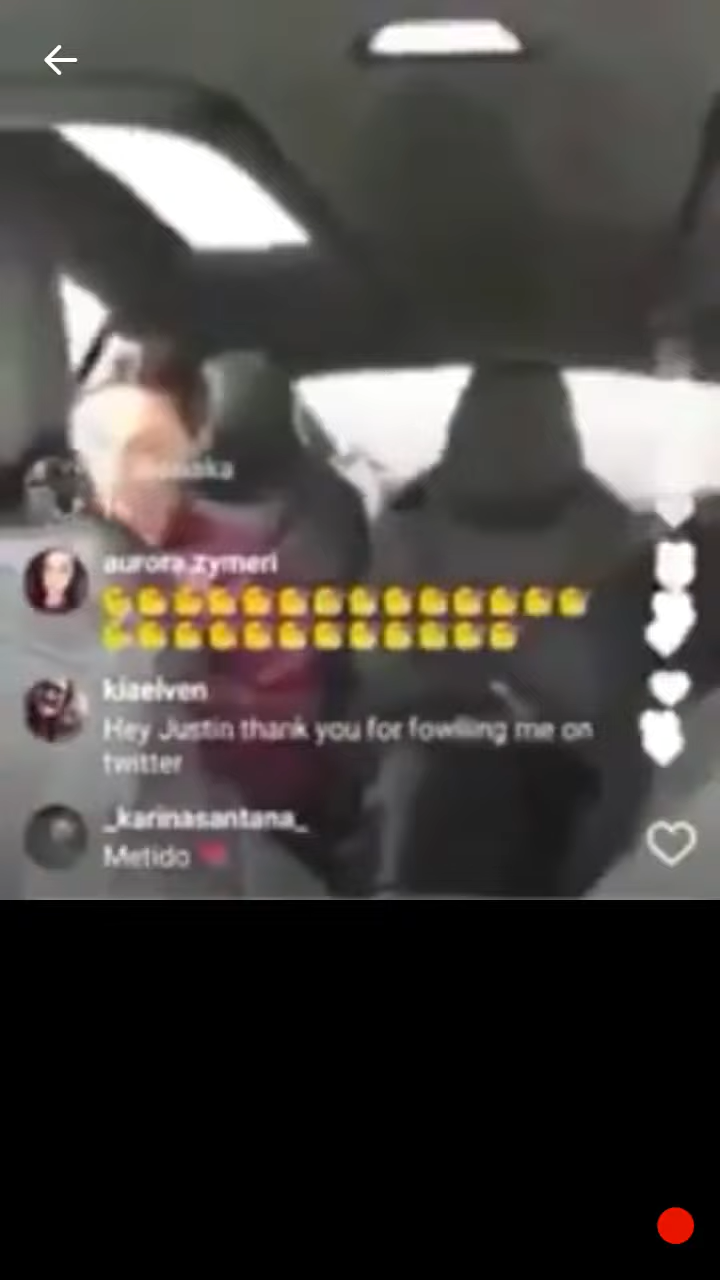 aurora.zymeri
kiaelven
Hey Justin thank you for fowlling me on
twitter
_karinasantana_
Metido